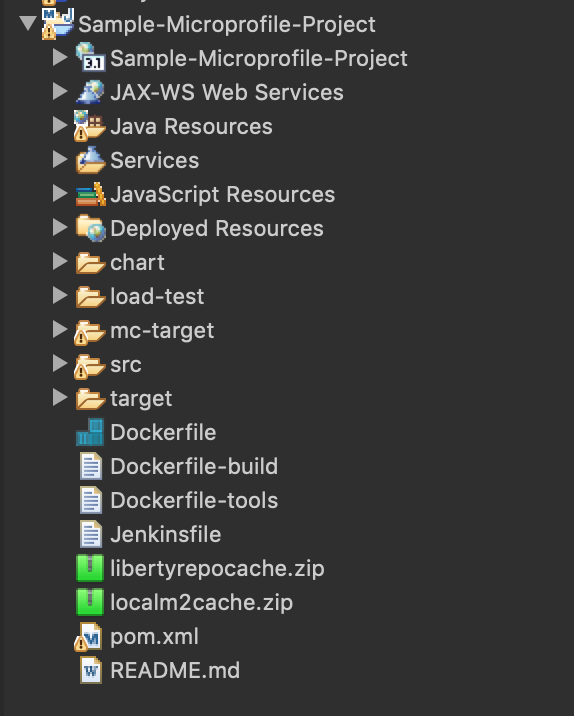 Sample-Microprofile-Project
3.1 Sample-Microprofile-Project
JAX-WS Web Services
Java Resources
Services
JavaScript Resources
Deployed Resources
chart
load-test
mc-target
src
target
Dockerfile
Dockerfile-build
Dockerfile-tools
Jenkinsfile
libertyrepocache.zip
localm2cache.zip
pom.xml
README.md